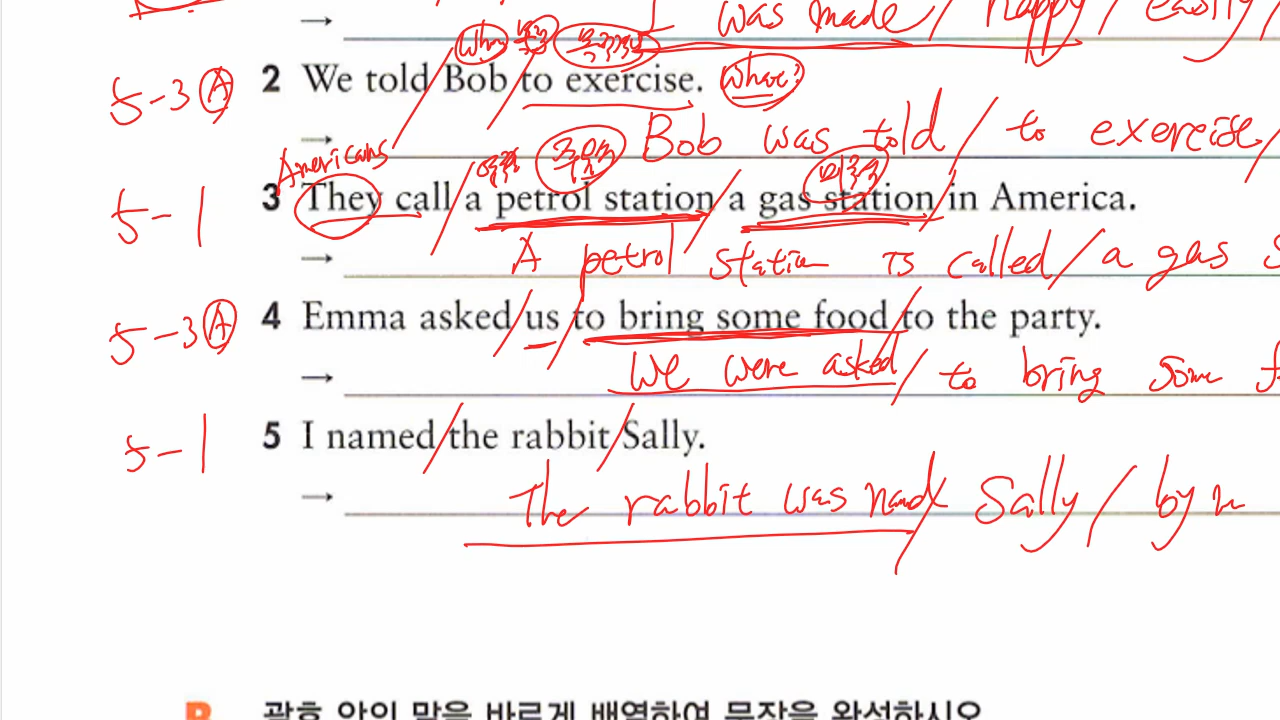 was made / happy / easily /
2 We told Bob to exercise. What?
5-3 A
→ Bob was told / to exercise /
Americans
3 They call a petrol station a gas station in America.
5-1
→ A petrol station is called / a gas s
4 Emma asked us to bring some food to the party.
5-3 A
→ We were asked / to bring some f
5 I named the rabbit Sally.
5-1
→ The rabbit was / Sally / by m
B 괄호 안의 말을 바르게 배열하여 문장을 완성하시오